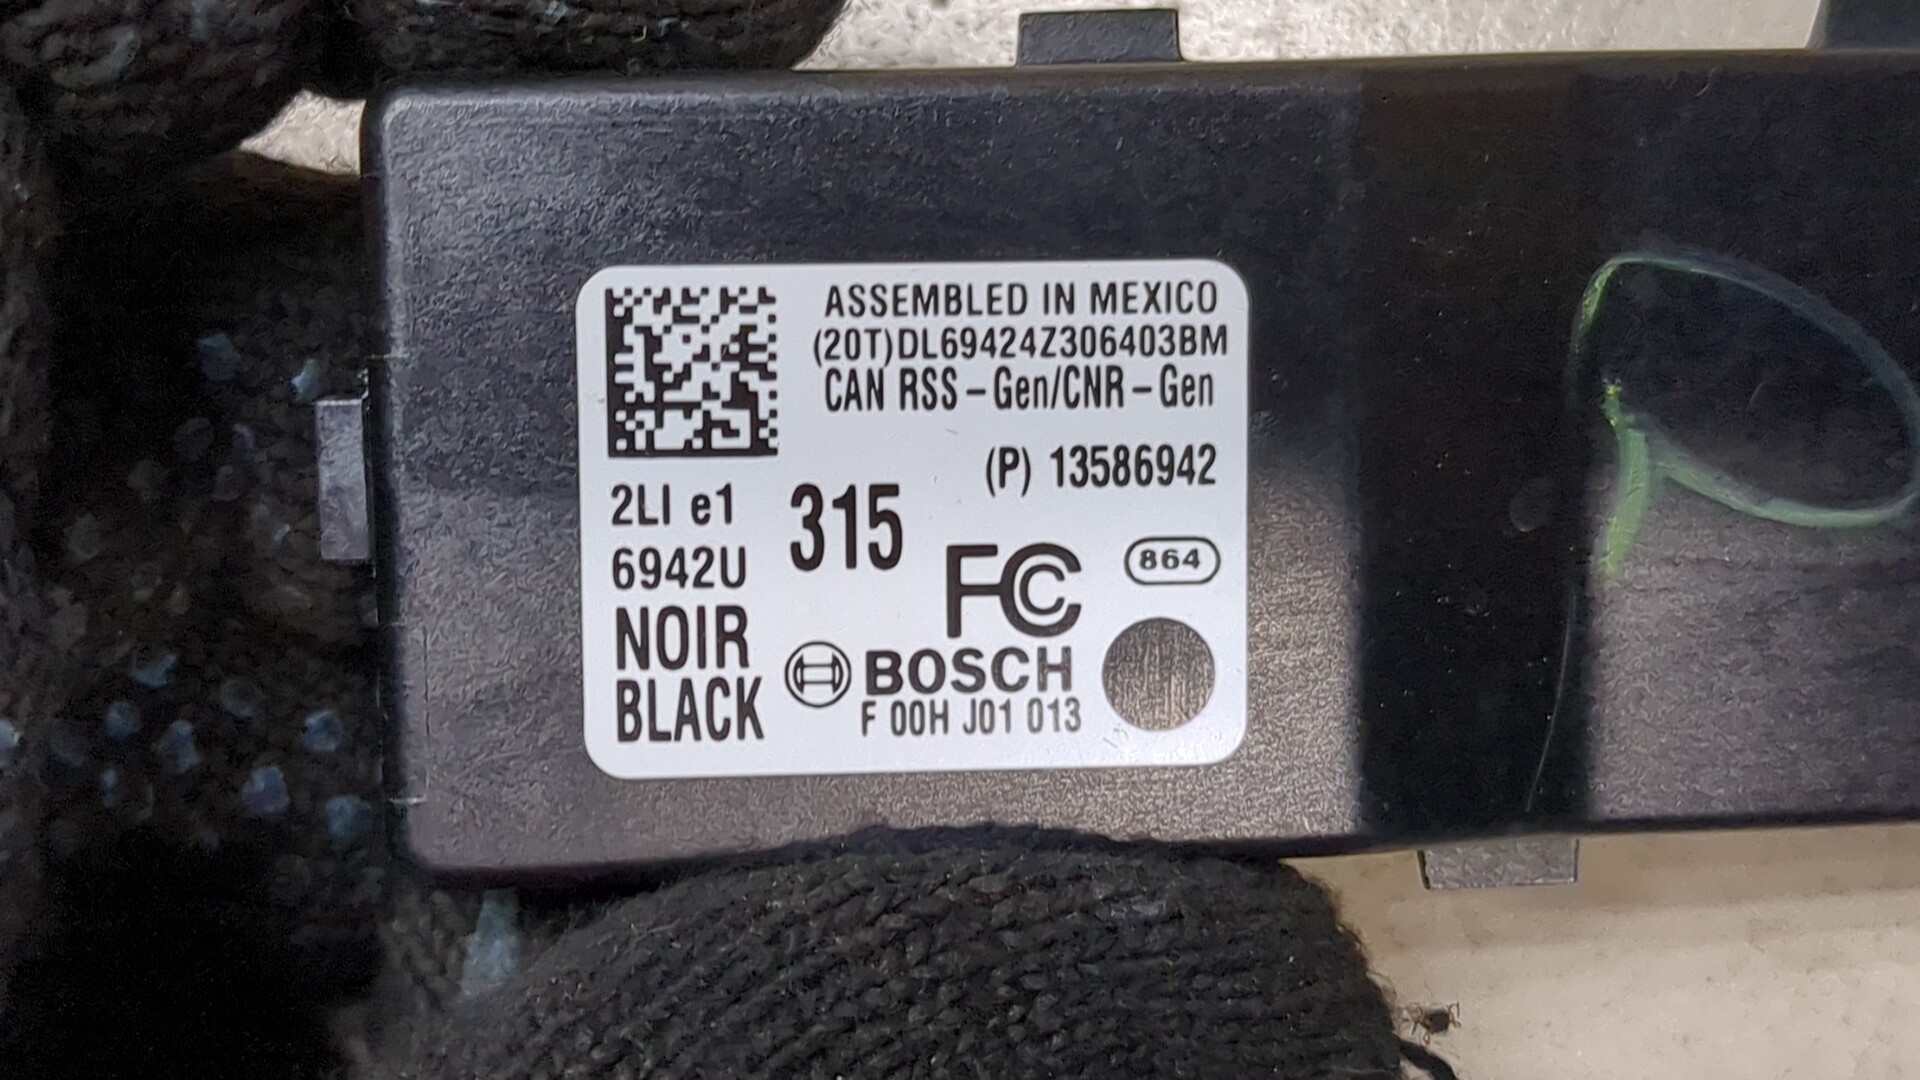 ASSEMBLED IN MEXICO
(20T)DL69424Z306403BM
CAN RSS-Gen/CNR-Gen
(P) 13586942
2LI e1
315
6942U
FC
864
NOIR
BLACK
BOSCH
F 00H J01 013